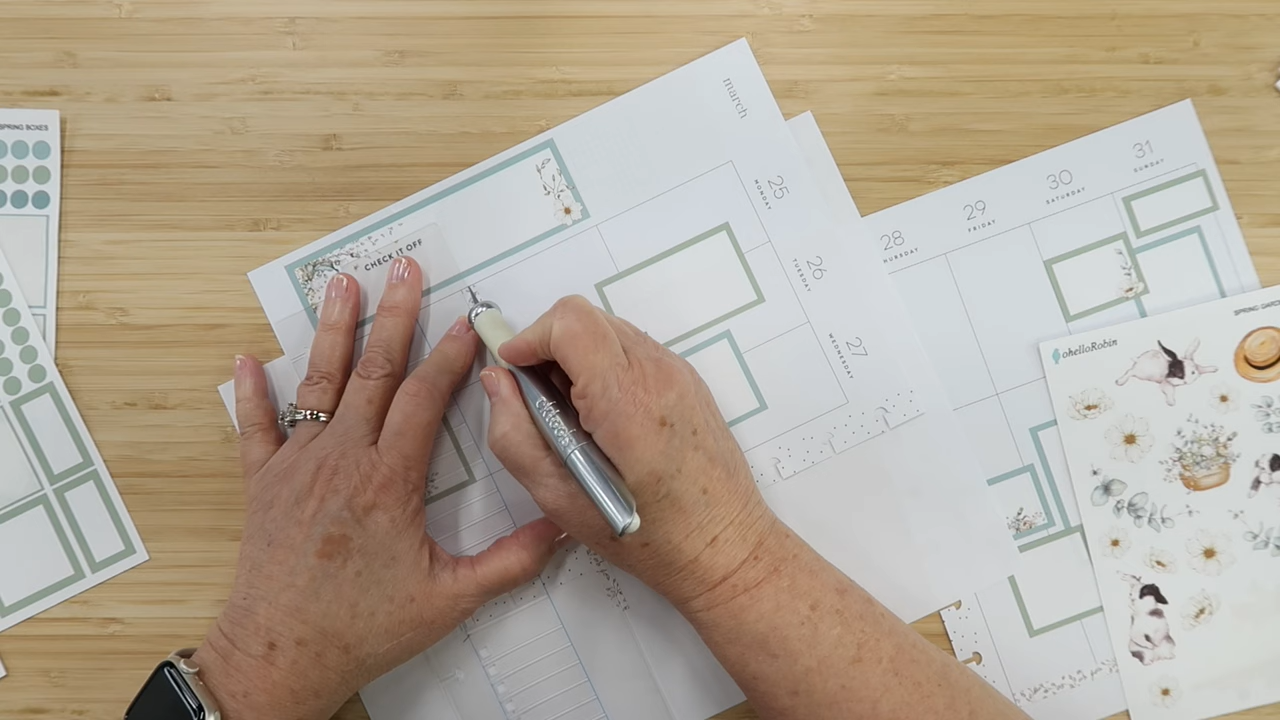 SPRING BOXES
march
CHECK IT OFF
25
MONDAY
26
TUESDAY
27
WEDNESDAY
28
29
FRIDAY
30
SATURDAY
31
SUNDAY
ohelloRobin